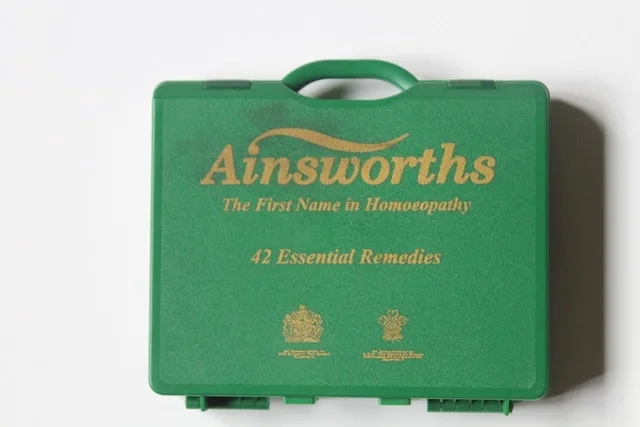 Ainsworths
The First Name in Homoeopathy
42 Essential Remedies